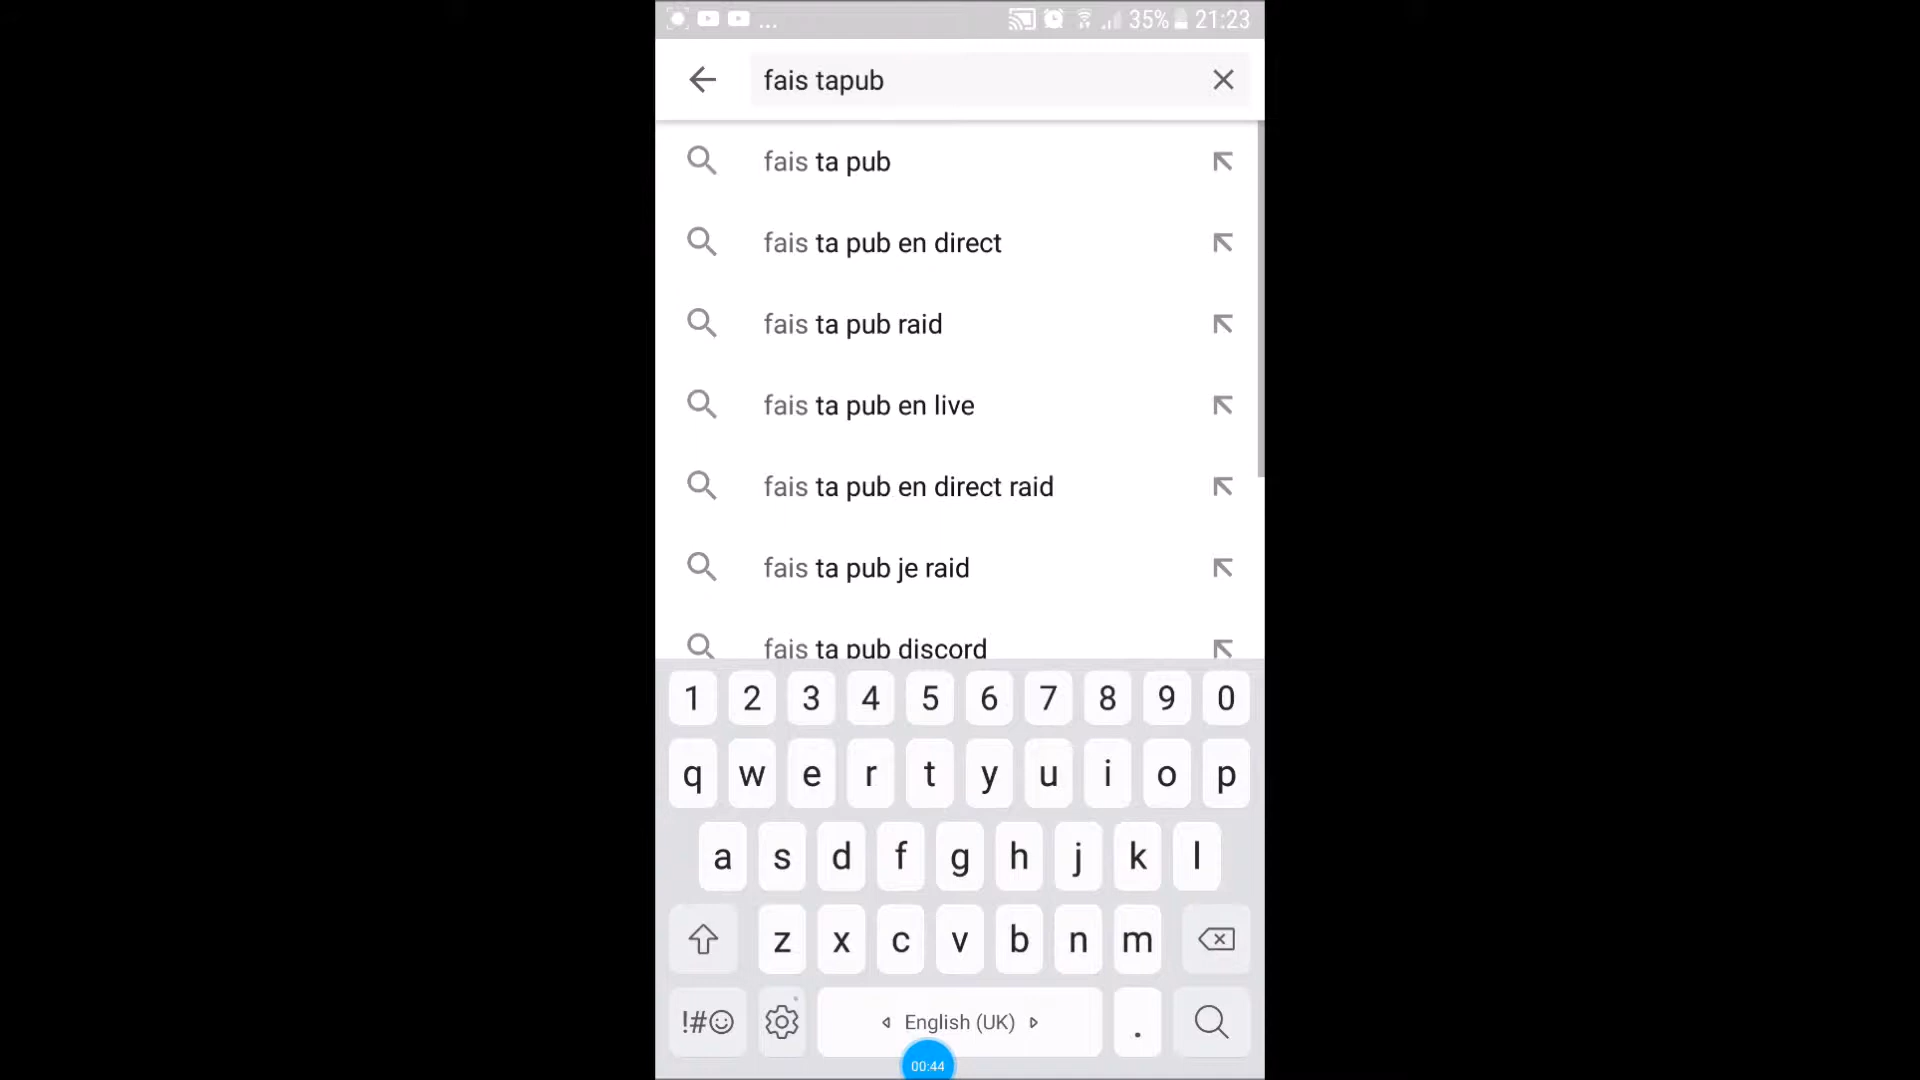 ... 35% 21:23
fais tapub
fais ta pub
fais ta pub en direct
fais ta pub raid
fais ta pub en live
fais ta pub en direct raid
fais ta pub je raid
fais ta pub discord
1 2 3 4 5 6 7 8 9 0
q w e r t y u i o p
a s d f g h j k l
z x c v b n m
!#☺ English (UK) .
00:44